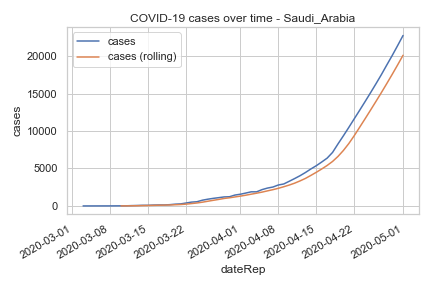 COVID-19 cases over time - Saudi_Arabia
cases
cases (rolling)
cases
20000
15000
10000
5000
0
2020-03-01
2020-03-08
2020-03-15
2020-03-22
2020-04-01
2020-04-08
2020-04-15
2020-04-22
2020-05-01
dateRep